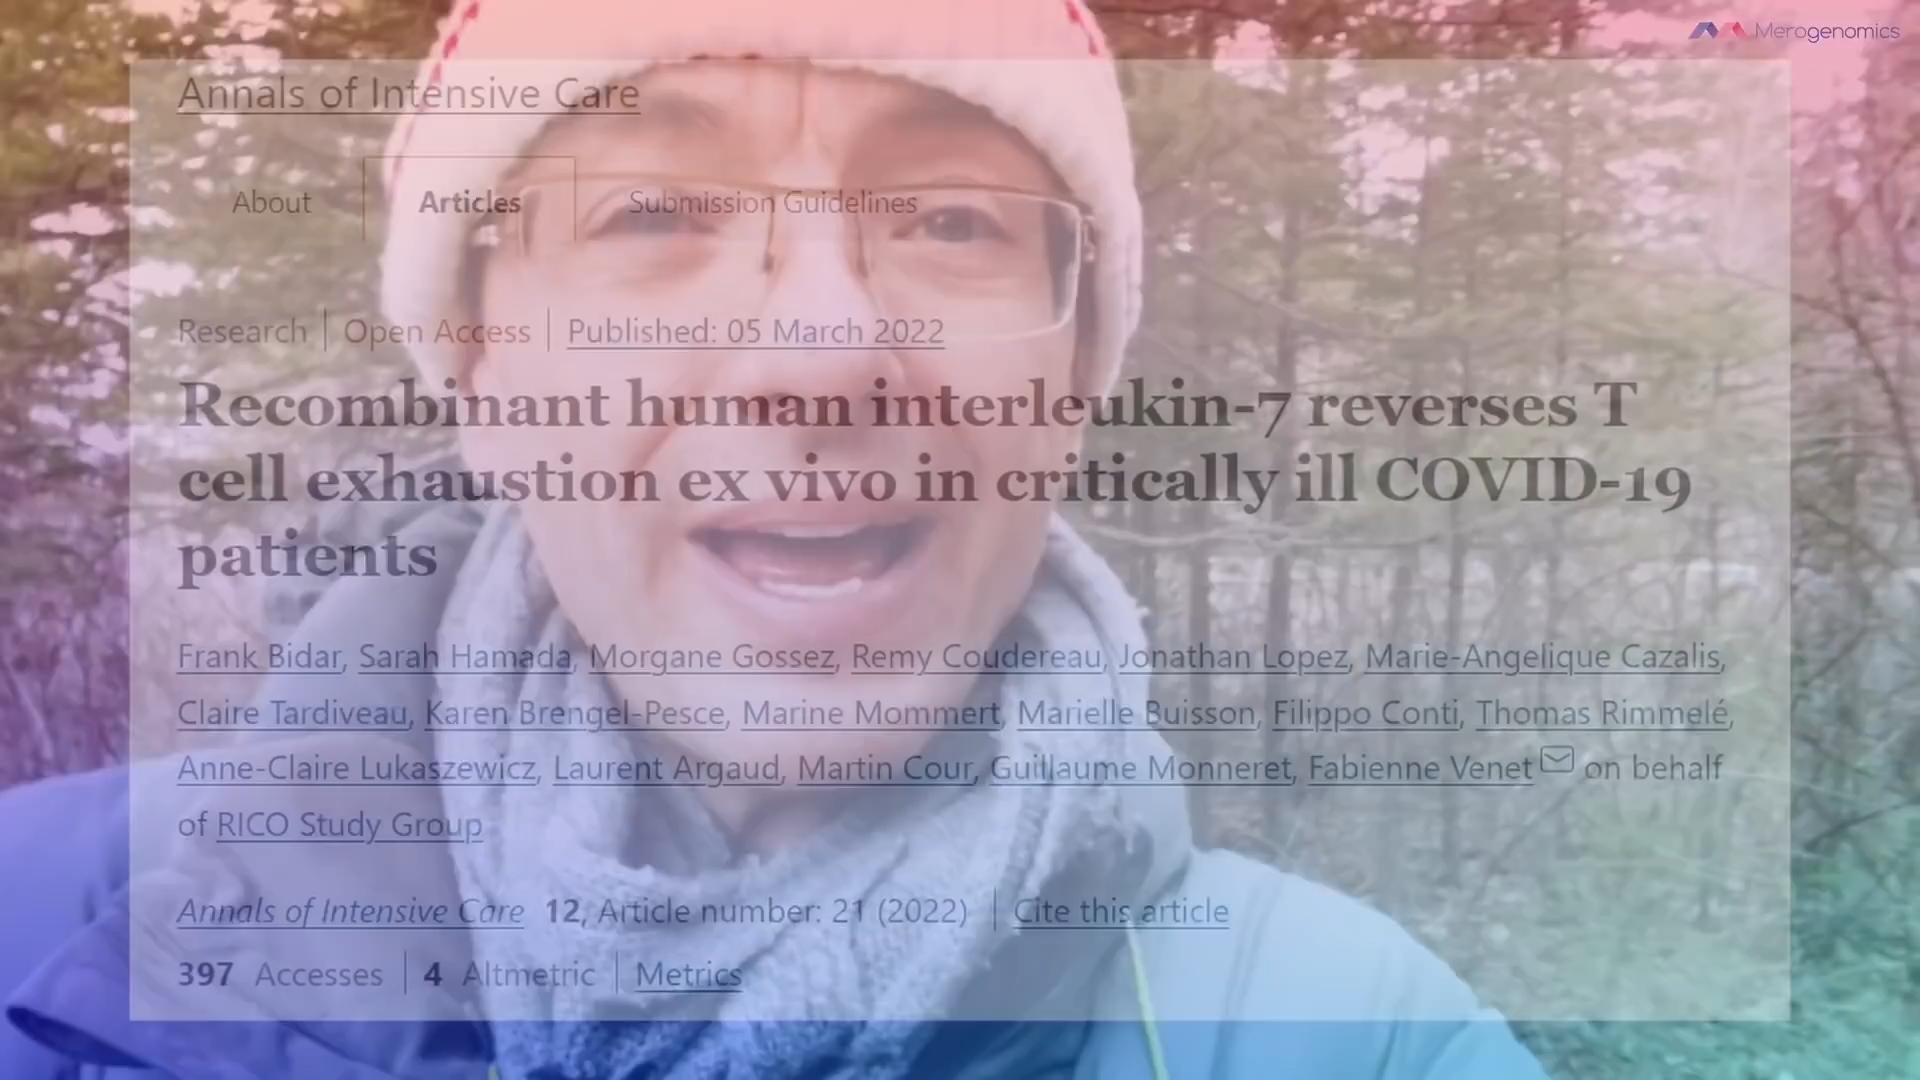 Merogenomics
Annals of Intensive Care
About Articles Submission Guidelines
Research Open Access Published: 05 March 2022
Recombinant human interleukin-7 reverses T
cell exhaustion ex vivo in critically ill COVID-19
patients
Frank Bidar, Sarah Hamada, Morgane Gossez, Remy Coudereau, Jonathan Lopez, Marie-Angelique Cazalis,
Claire Tardiveau, Karen Brengel-Pesce, Marine Mommert, Marielle Buisson, Filippo Conti, Thomas Rimmelé,
Anne-Claire Lukaszewicz, Laurent Argaud, Martin Cour, Guillaume Monneret, Fabienne Venet on behalf
of RICO Study Group
Annals of Intensive Care 12, Article number: 21 (2022) Cite this article
397 Accesses 4 Altmetric Metrics